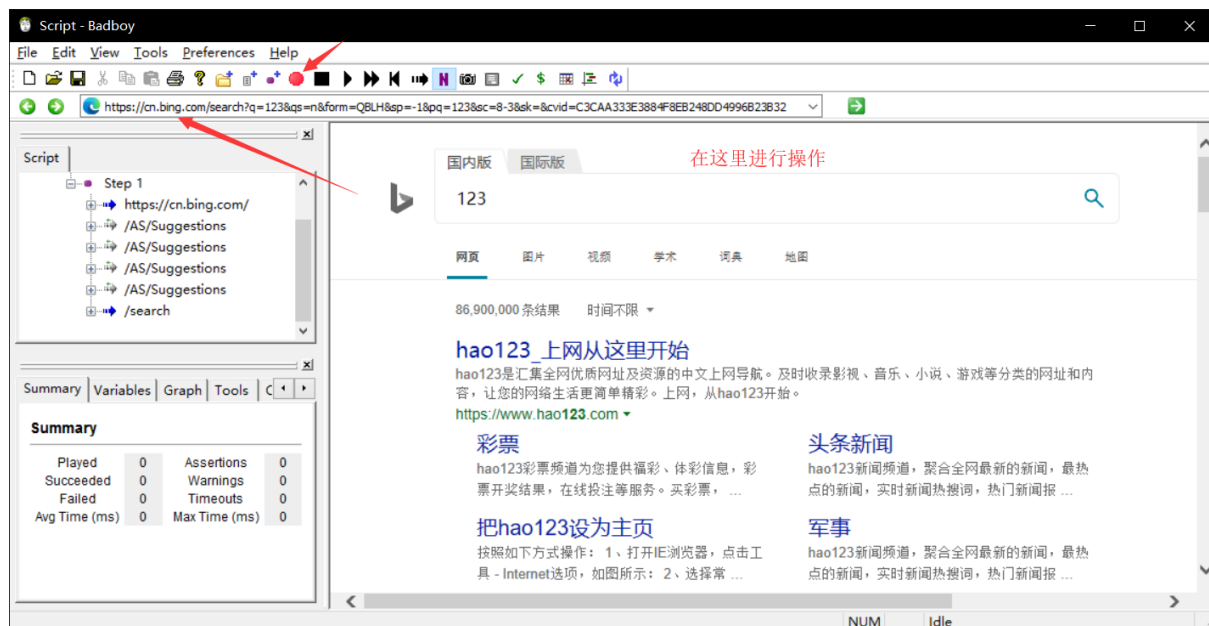 Script - Badboy
File Edit View Tools Preferences Help
N
https://cn.bing.com/search?q=123&qs=n&form=QBLH&sp=-1&pq=123&sc=8-3&sk=&cvid=C3CAA333E3884F8EB248DD4996B23B32
Script
Step 1
https://cn.bing.com/
/AS/Suggestions
/AS/Suggestions
/AS/Suggestions
/AS/Suggestions
/search
Summary Variables Graph Tools
Summary
Played 0 Assertions 0
Succeeded 0 Warnings 0
Failed 0 Timeouts 0
Avg Time (ms) 0 Max Time (ms) 0
国内版 国际版
在这里进行操作
123
网页 图片 视频 学术 词典 地图
86,900,000 条结果 时间不限
hao123_上网从这里开始
hao123是汇集全网优质网址及资源的中文上网导航。及时收录影视、音乐、小说、游戏等分类的网址和内
容，让您的网络生活更简单精彩。上网，从hao123开始。
https://www.hao123.com
彩票
hao123彩票频道为您提供福彩、体彩信息，彩
票开奖结果，在线投注等服务。买彩票， ...
头条新闻
hao123新闻频道，聚合全网最新的新闻，最热
点的新闻，实时新闻热搜词，热门新闻报 ...
把hao123设为主页
按照如下方式操作： 1、打开IE浏览器，点击工
具 - Internet选项，如图所示： 2、选择常 ...
军事
hao123新闻频道，聚合全网最新的新闻，最热
点的新闻，实时新闻热搜词，热门新闻报 ...
NUM Idle